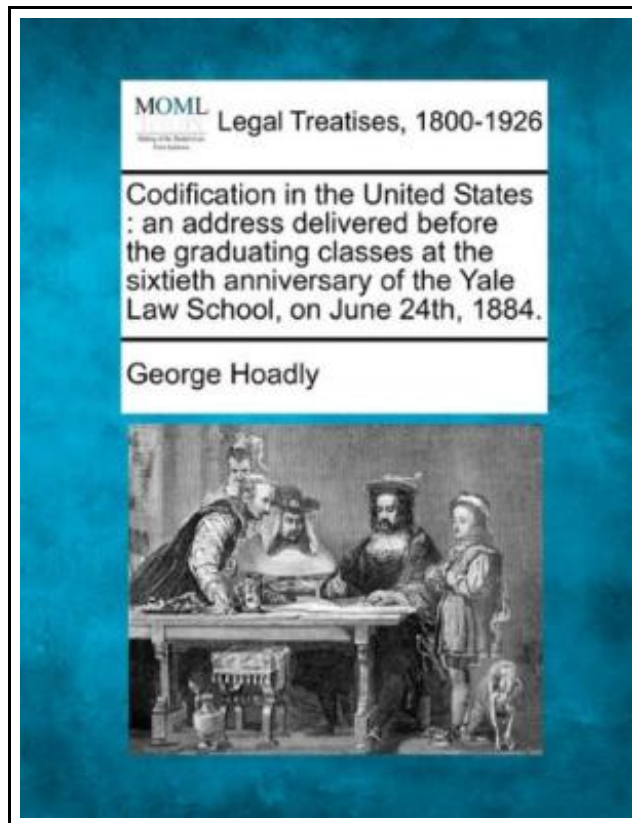 MOML
Legal Treatises, 1800-1926
Codification in the United States
: an address delivered before
the graduating classes at the
sixtieth anniversary of the Yale
Law School, on June 24th, 1884.
George Hoadly